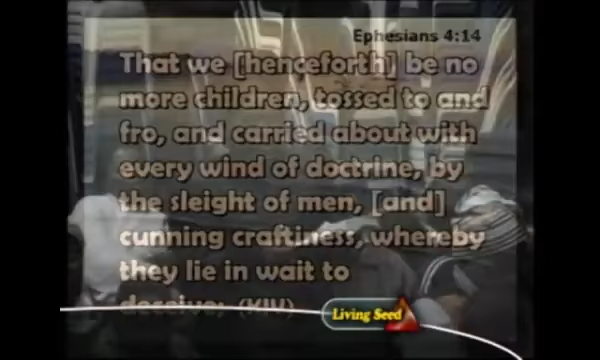 Ephesians 4:14
That we [henceforth] be no
more children, tossed to and
fro, and carried about with
every wind of doctrine, by
the sleight of men, [and]
cunning craftiness, whereby
they lie in wait to
deceive; (KJV)
Living Seed